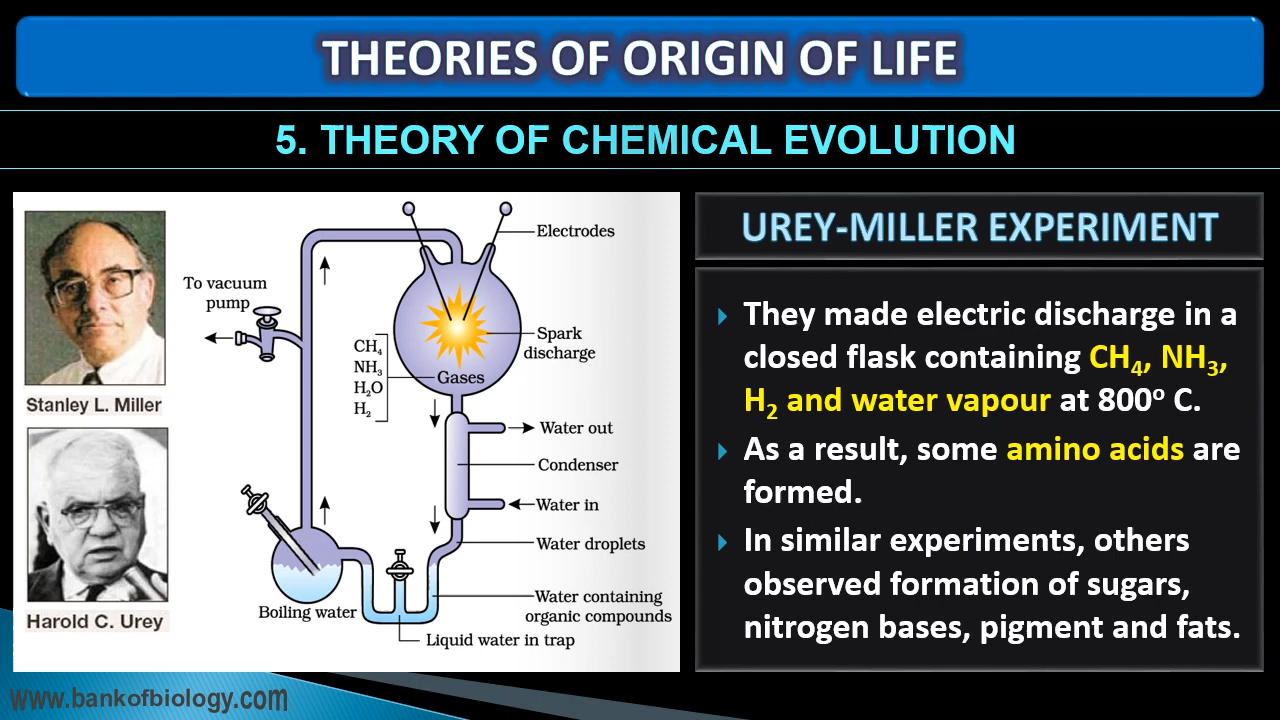 THEORIES OF ORIGIN OF LIFE
5. THEORY OF CHEMICAL EVOLUTION
Stanley L. Miller
Harold C. Urey
To vacuum
pump
Electrodes
Spark
discharge
CH₄
NH₃
H₂O
H₂
Gases
Water out
Condenser
Water in
Water droplets
Water containing
organic compounds
Boiling water
Liquid water in trap
UREY-MILLER EXPERIMENT
They made electric discharge in a
closed flask containing CH₄, NH₃,
H₂ and water vapour at 800⁰ C.
As a result, some amino acids are
formed.
In similar experiments, others
observed formation of sugars,
nitrogen bases, pigment and fats.
www.bankofbiology.com